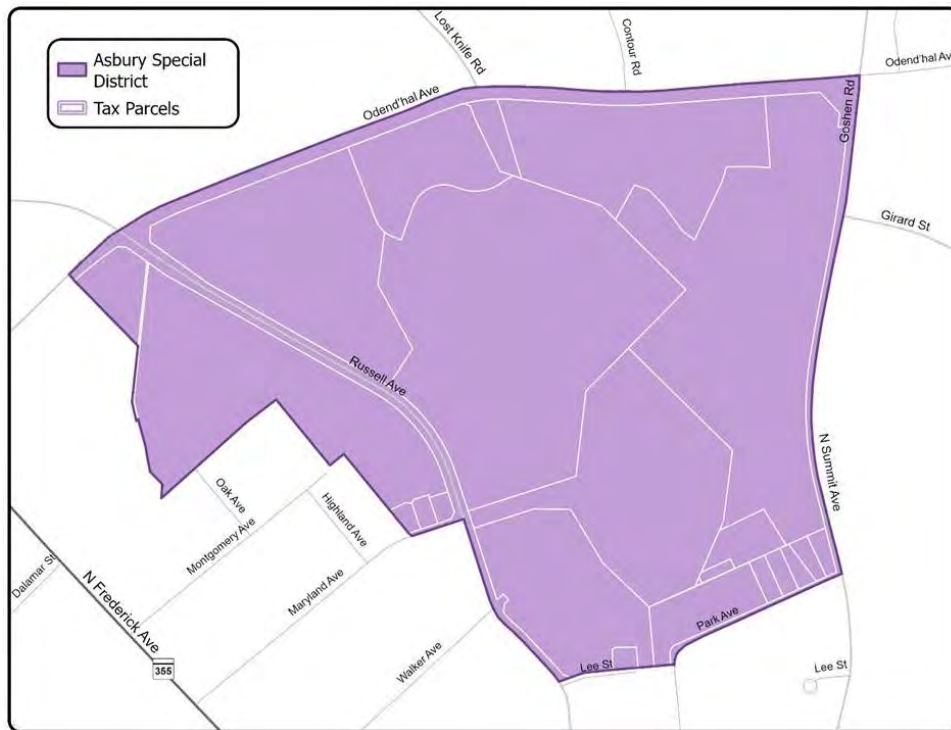 Asbury Special
District
Tax Parcels
Lost Knife Rd
Contour Rd
Odend'hal Ave
Odend'hal Av
Goshen Rd
Girard St
Russell Ave
N Summit Ave
Oak Ave
Highland Ave
Montgomery Ave
Maryland Ave
Dalamar St
N Frederick Ave
355
Walker Ave
Park Ave
Lee St
Lee St